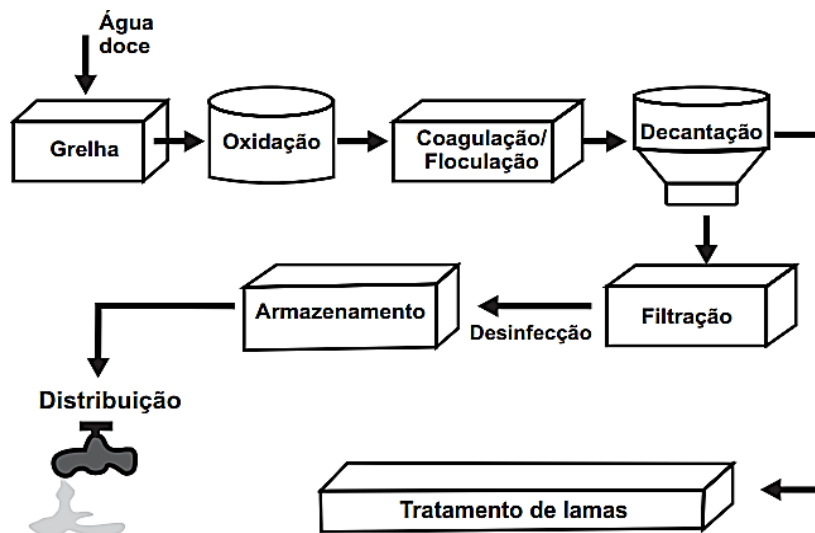 Água
doce
Grelha
Oxidação
Coagulação/
Floculação
Decantação
Armazenamento
Desinfecção
Filtração
Distribuição
Tratamento de lamas